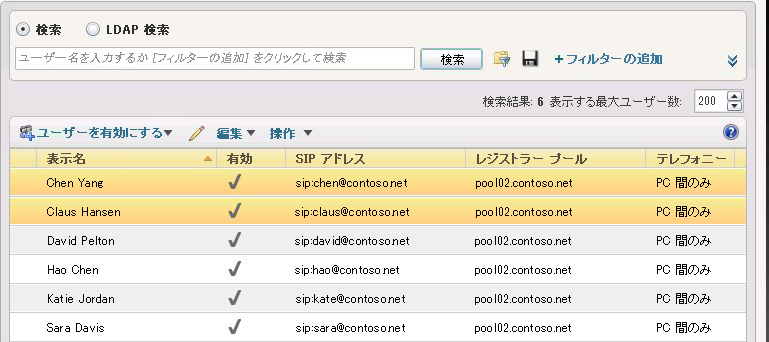 検索 LDAP 検索
ユーザー名を入力するか [フィルターの追加] をクリックして検索 検索 +フィルターの追加
検索結果: 6 表示する最大ユーザー数: 200
ユーザーを有効にする 編集 操作
表示名 有効 SIP アドレス レジストラー プール テレフォニー
Chen Yang sip:chen@contoso.net pool02.contoso.net PC 間のみ
Claus Hansen sip:claus@contoso.net pool02.contoso.net PC 間のみ
David Pelton sip:david@contoso.net pool02.contoso.net PC 間のみ
Hao Chen sip:hao@contoso.net pool02.contoso.net PC 間のみ
Katie Jordan sip:kate@contoso.net pool02.contoso.net PC 間のみ
Sara Davis sip:sara@contoso.net pool02.contoso.net PC 間のみ